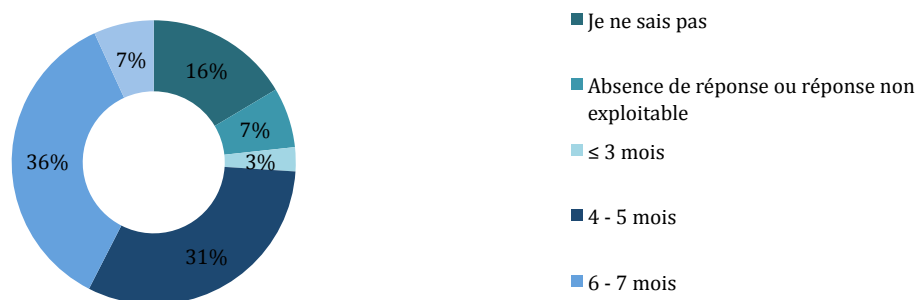 7%
16%
7%
3%
36%
31%
Je ne sais pas
Absence de réponse ou réponse non
exploitable
≤ 3 mois
4 - 5 mois
6 - 7 mois